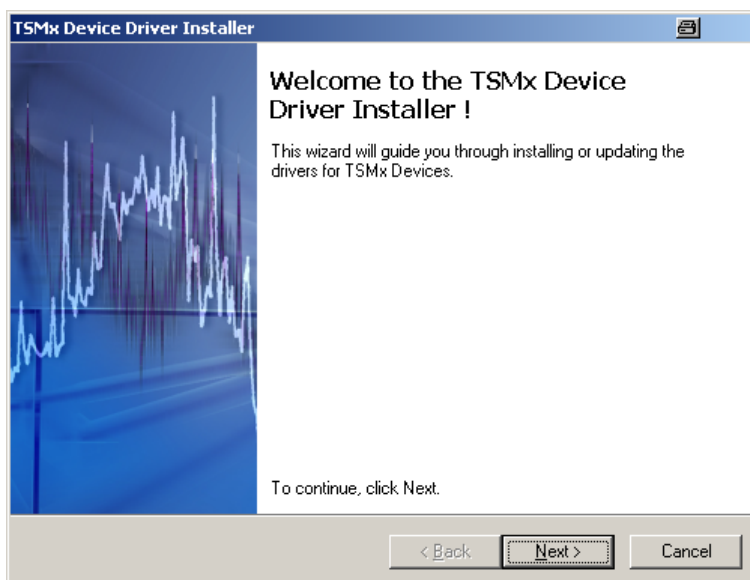 TSMx Device Driver Installer
Welcome to the TSMx Device
Driver Installer !
This wizard will guide you through installing or updating the
drivers for TSMx Devices.
To continue, click Next.
< Back
Next >
Cancel